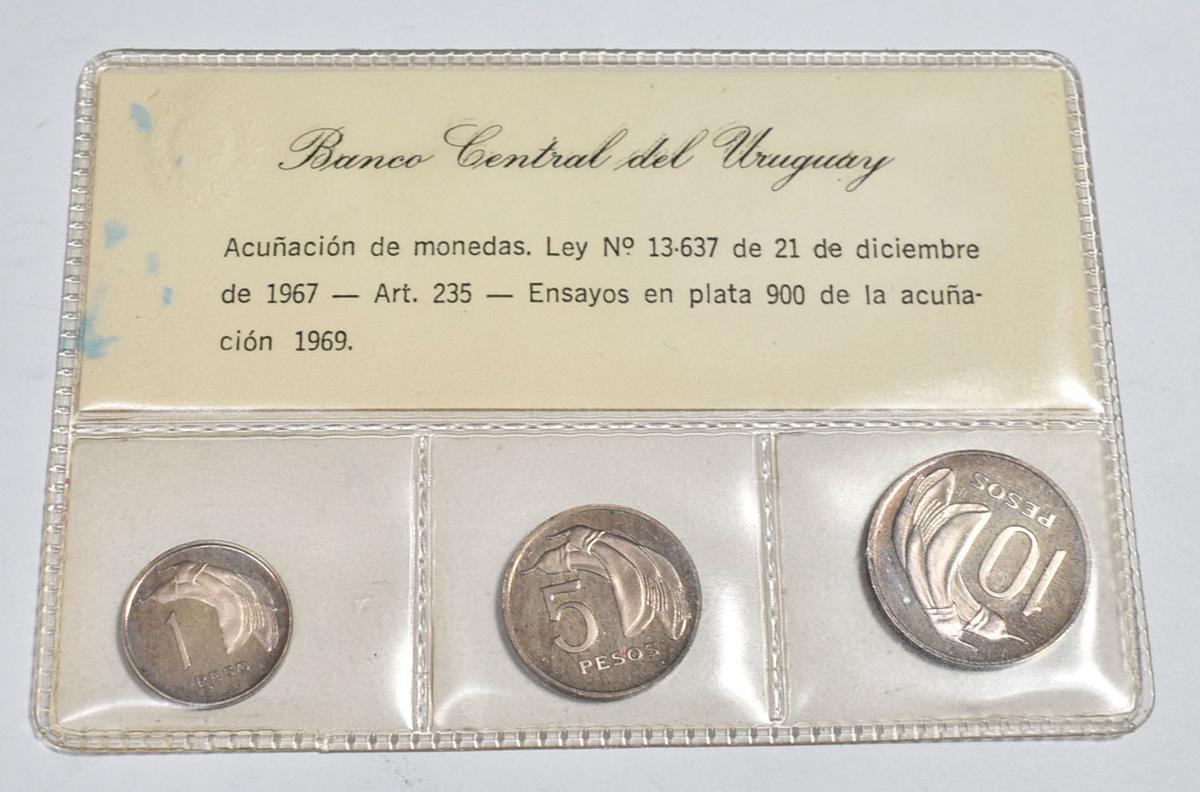 Banco Central del Uruguay
Acuñación de monedas. Ley Nº 13·637 de 21 de diciembre
de 1967 — Art. 235 — Ensayos en plata 900 de la acuña-
ción 1969.
1
PESO
5
PESOS
10
PESOS